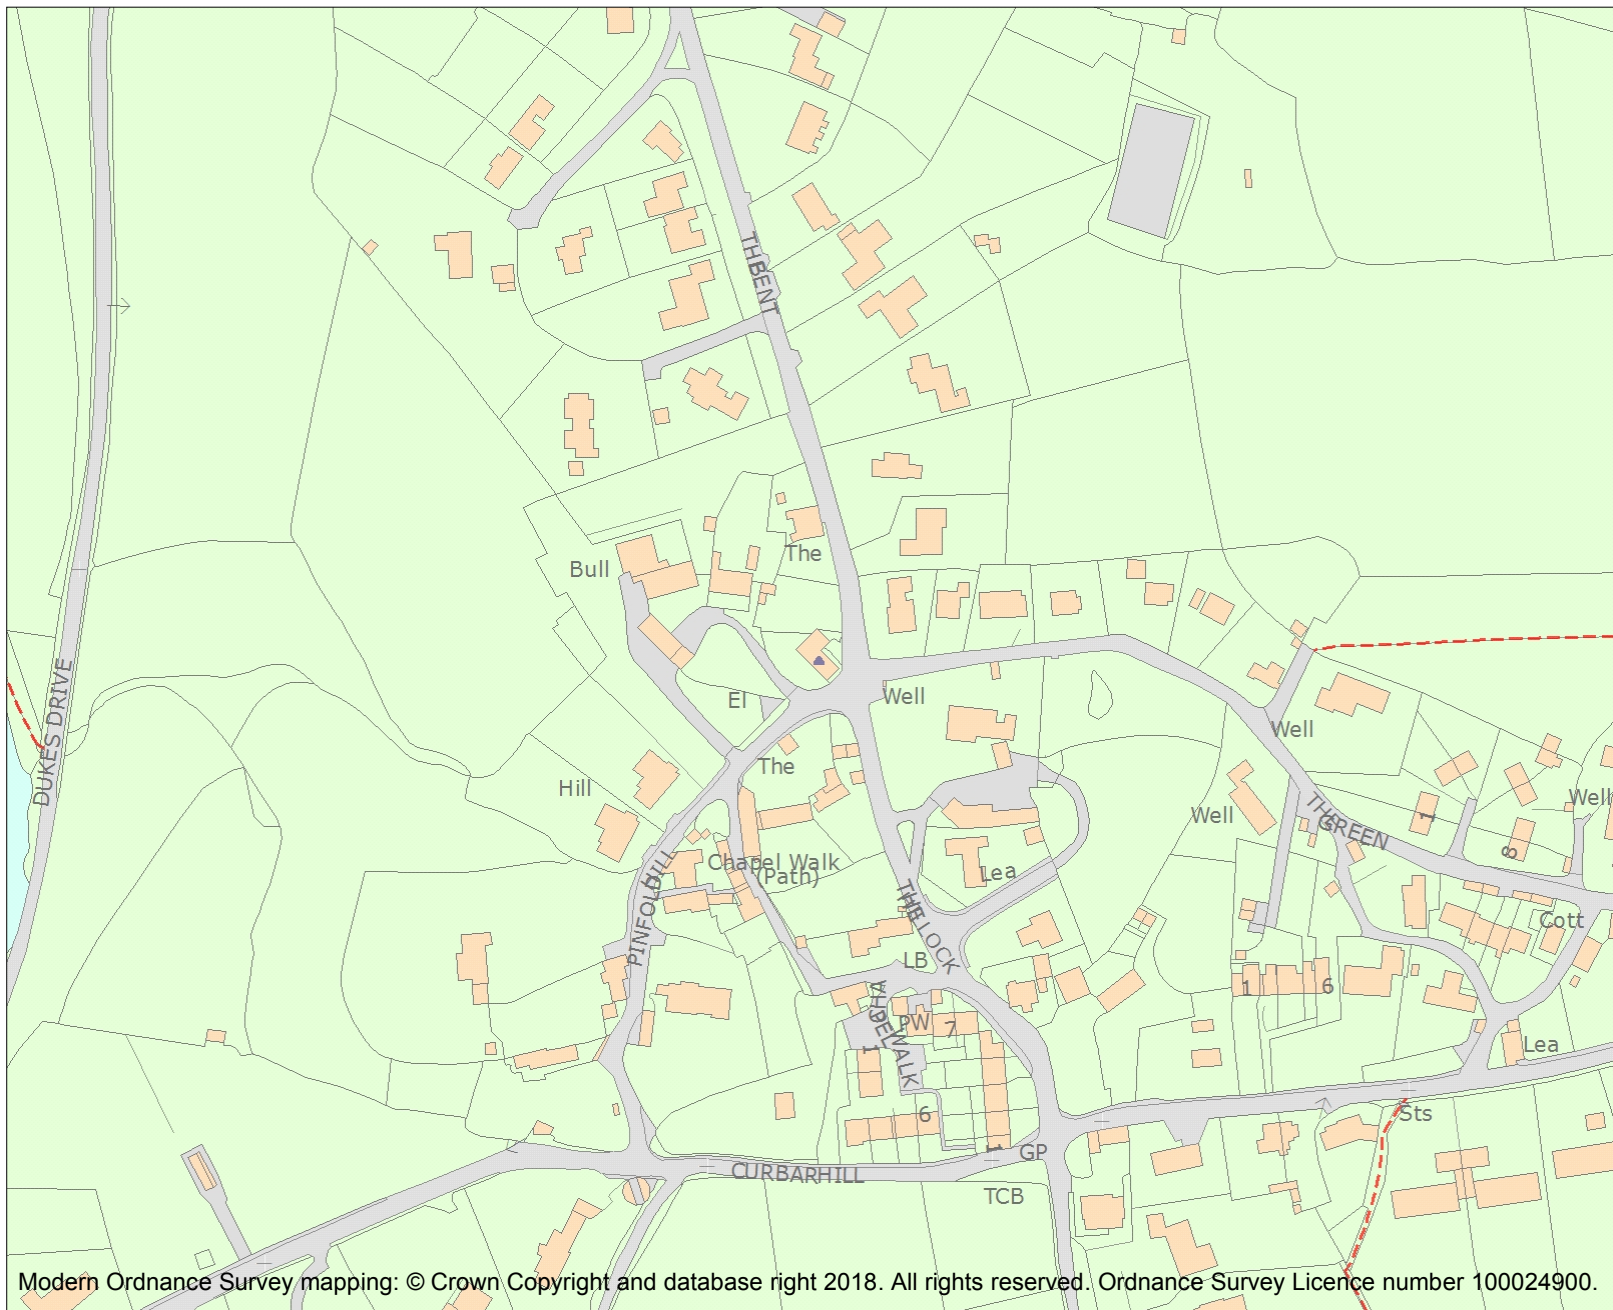 THE BENT
Bull
The
DUKES DRIVE
El
Well
The
Hill
Well
Well
Well
THE GREEN
1
8
Chapel Walk
(Path)
Lea
PINFOLD HILL
THE HILLOCK
Cott
LB
1
6
CHAPEL WALK
PW
7
1
Lea
6
Sts
1
GP
CURBAR HILL
TCB
Modern Ordnance Survey mapping: © Crown Copyright and database right 2018. All rights reserved. Ordnance Survey Licence number 100024900.